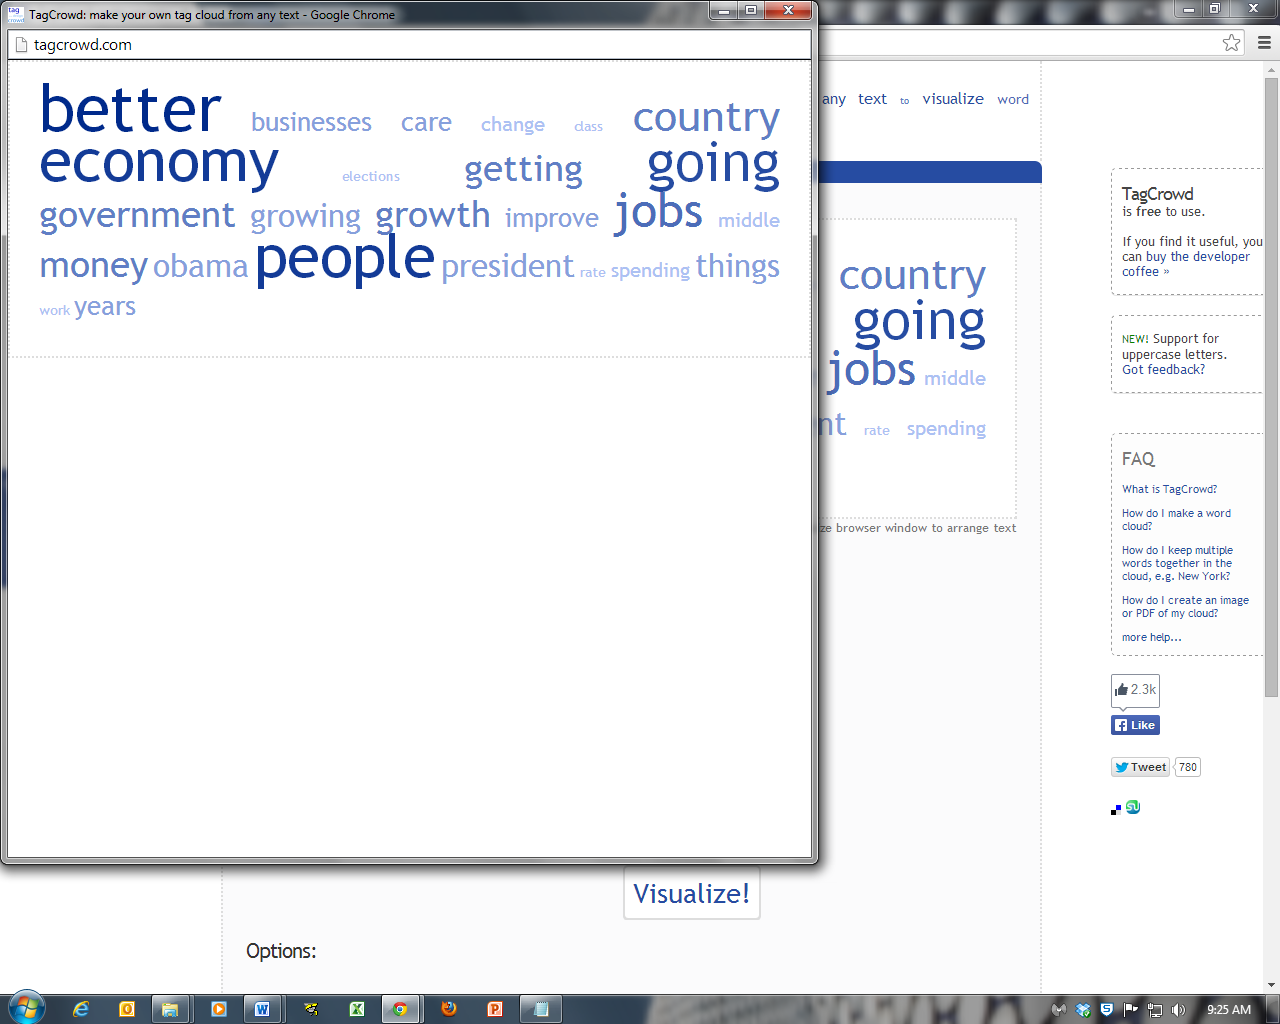 TagCrowd: make your own tag cloud from any text - Google Chrome
tagcrowd.com
better businesses care change class country
economy elections getting going
government growing growth improve jobs middle
money obama people president rate spending things
work years
any text to visualize word
country
going
jobs middle
nt rate spending
ze browser window to arrange text
Visualize!
Options:
TagCrowd
is free to use.
If you find it useful, you
can buy the developer
coffee »
NEW! Support for
uppercase letters.
Got feedback?
FAQ
What is TagCrowd?
How do I make a word
cloud?
How do I keep multiple
words together in the
cloud, e.g. New York?
How do I create an image
or PDF of my cloud?
more help...
2.3k
Like
Tweet 780
9:25 AM